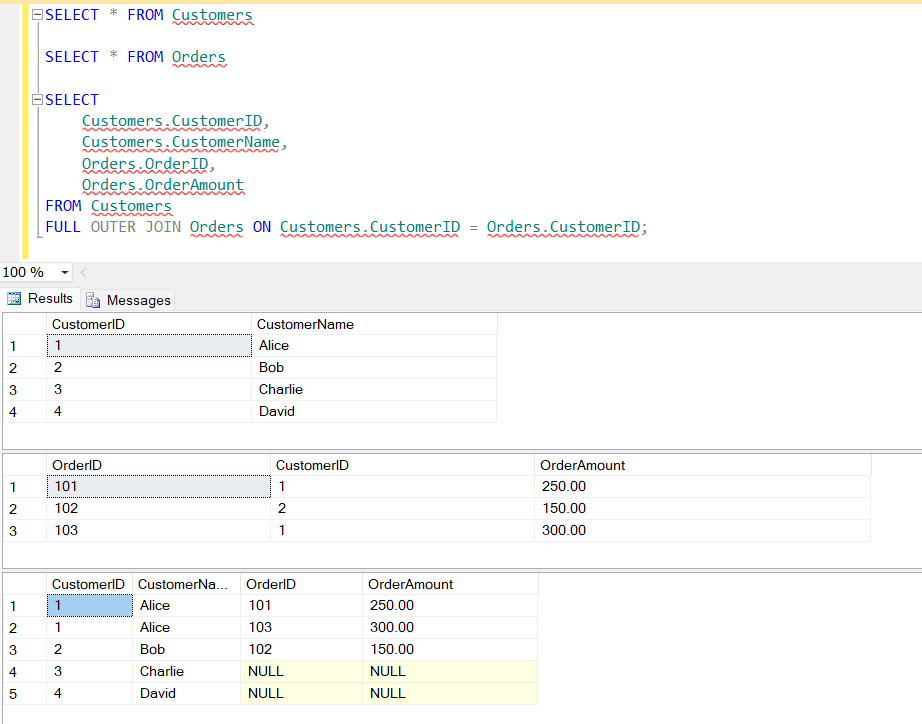 SELECT * FROM Customers
SELECT * FROM Orders
SELECT
Customers.CustomerID,
Customers.CustomerName,
Orders.OrderID,
Orders.OrderAmount
FROM Customers
FULL OUTER JOIN Orders ON Customers.CustomerID = Orders.CustomerID;
100 %
Results Messages
CustomerID CustomerName
1 1 Alice
2 2 Bob
3 3 Charlie
4 4 David
OrderID CustomerID OrderAmount
1 101 1 250.00
2 102 2 150.00
3 103 1 300.00
CustomerID CustomerNa... OrderID OrderAmount
1 1 Alice 101 250.00
2 1 Alice 103 300.00
3 2 Bob 102 150.00
4 3 Charlie NULL NULL
5 4 David NULL NULL